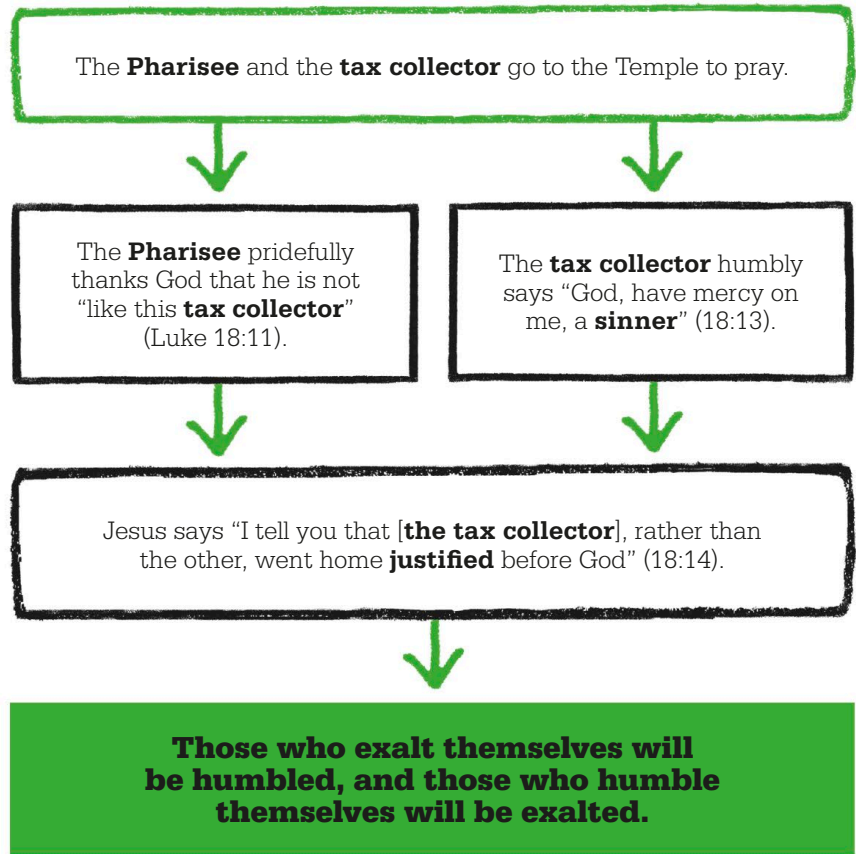 The Pharisee and the tax collector go to the Temple to pray.
The Pharisee pridefully
thanks God that he is not
“like this tax collector”
(Luke 18:11).
The tax collector humbly
says “God, have mercy on
me, a sinner” (18:13).
Jesus says “I tell you that [the tax collector], rather than
the other, went home justified before God” (18:14).
Those who exalt themselves will
be humbled, and those who humble
themselves will be exalted.